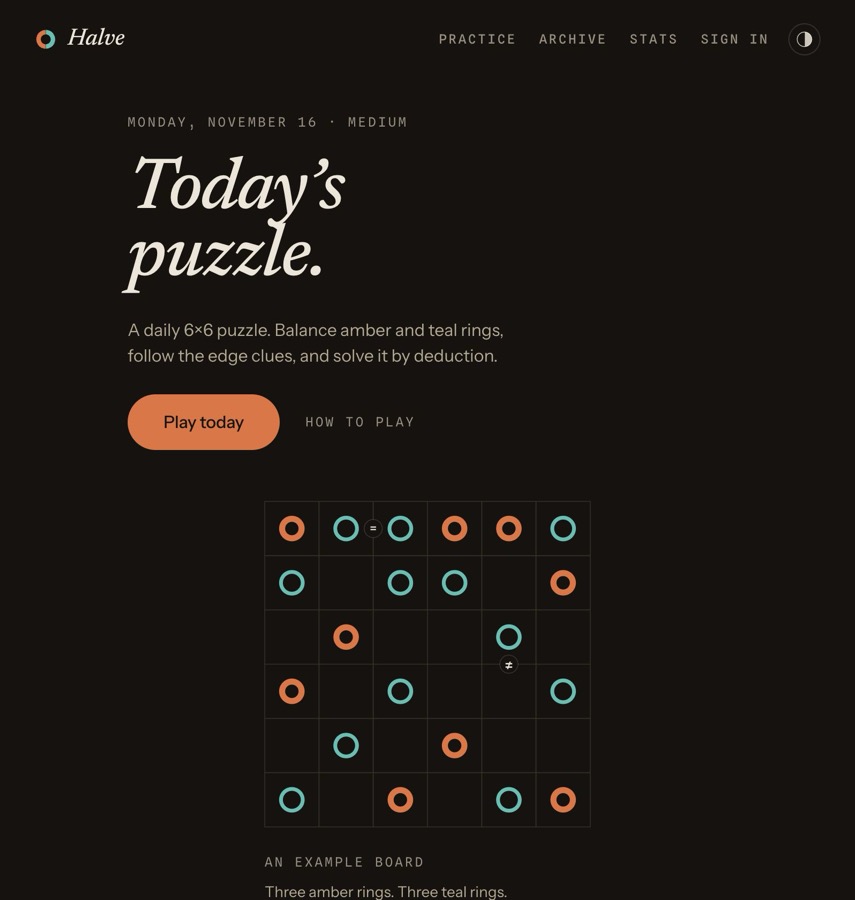 Halve
PRACTICE ARCHIVE STATS SIGN IN
MONDAY, NOVEMBER 16 · MEDIUM
Today’s
puzzle.
A daily 6×6 puzzle. Balance amber and teal rings,
follow the edge clues, and solve it by deduction.
Play today HOW TO PLAY
=
≠
AN EXAMPLE BOARD
Three amber rings. Three teal rings.